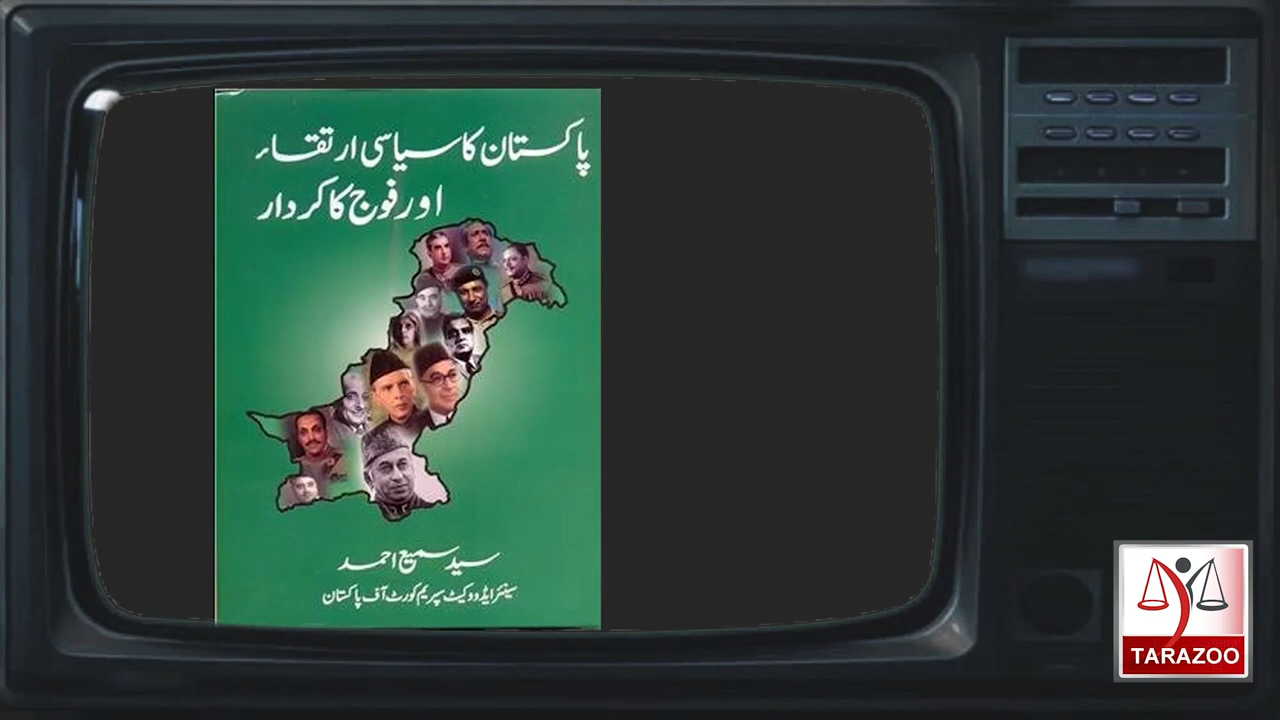 پاکستان کا سیاسی ارتقاء
اور فوج کا کردار
سید سمیع احمد
سینئر ایڈووکیٹ سپریم کورٹ آف پاکستان
TARAZOO